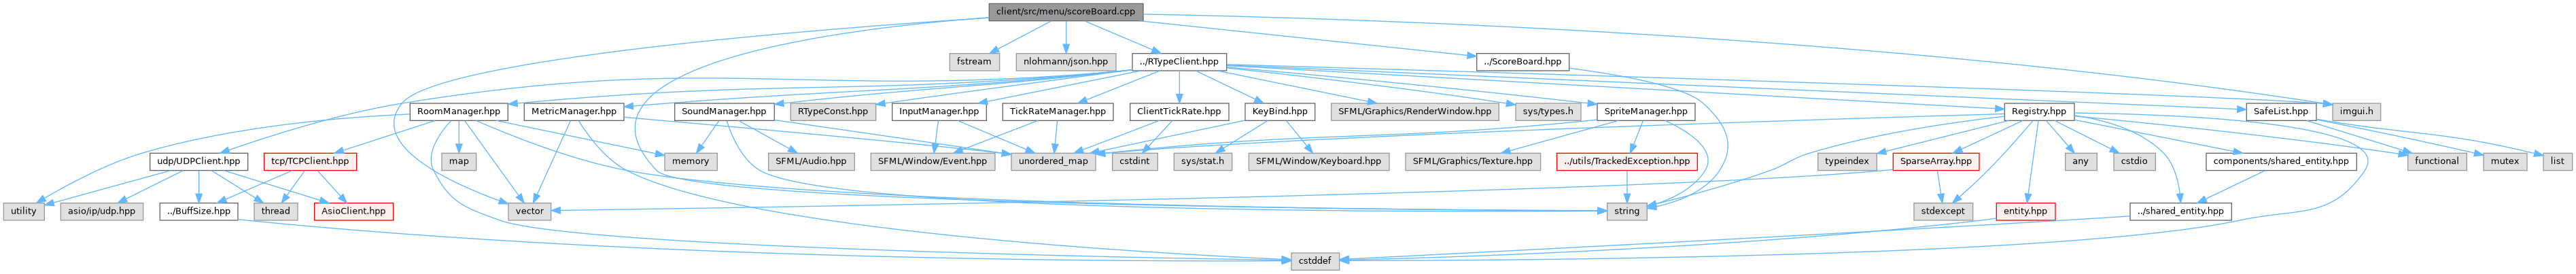 client/src/menu/scoreBoard.cpp
fstream
nlohmann/json.hpp
../RTypeClient.hpp
../ScoreBoard.hpp
RoomManager.hpp
MetricManager.hpp
SoundManager.hpp
RTypeConst.hpp
InputManager.hpp
TickRateManager.hpp
ClientTickRate.hpp
KeyBind.hpp
SFML/Graphics/RenderWindow.hpp
sys/types.h
SpriteManager.hpp
Registry.hpp
SafeList.hpp
imgui.h
udp/UDPClient.hpp
tcp/TCPClient.hpp
map
memory
SFML/Audio.hpp
SFML/Window/Event.hpp
unordered_map
cstdint
sys/stat.h
SFML/Window/Keyboard.hpp
SFML/Graphics/Texture.hpp
../utils/TrackedException.hpp
typeindex
SparseArray.hpp
any
cstdio
components/shared_entity.hpp
functional
mutex
list
utility
asio/ip/udp.hpp
../BuffSize.hpp
thread
AsioClient.hpp
vector
string
stdexcept
entity.hpp
../shared_entity.hpp
cstddef